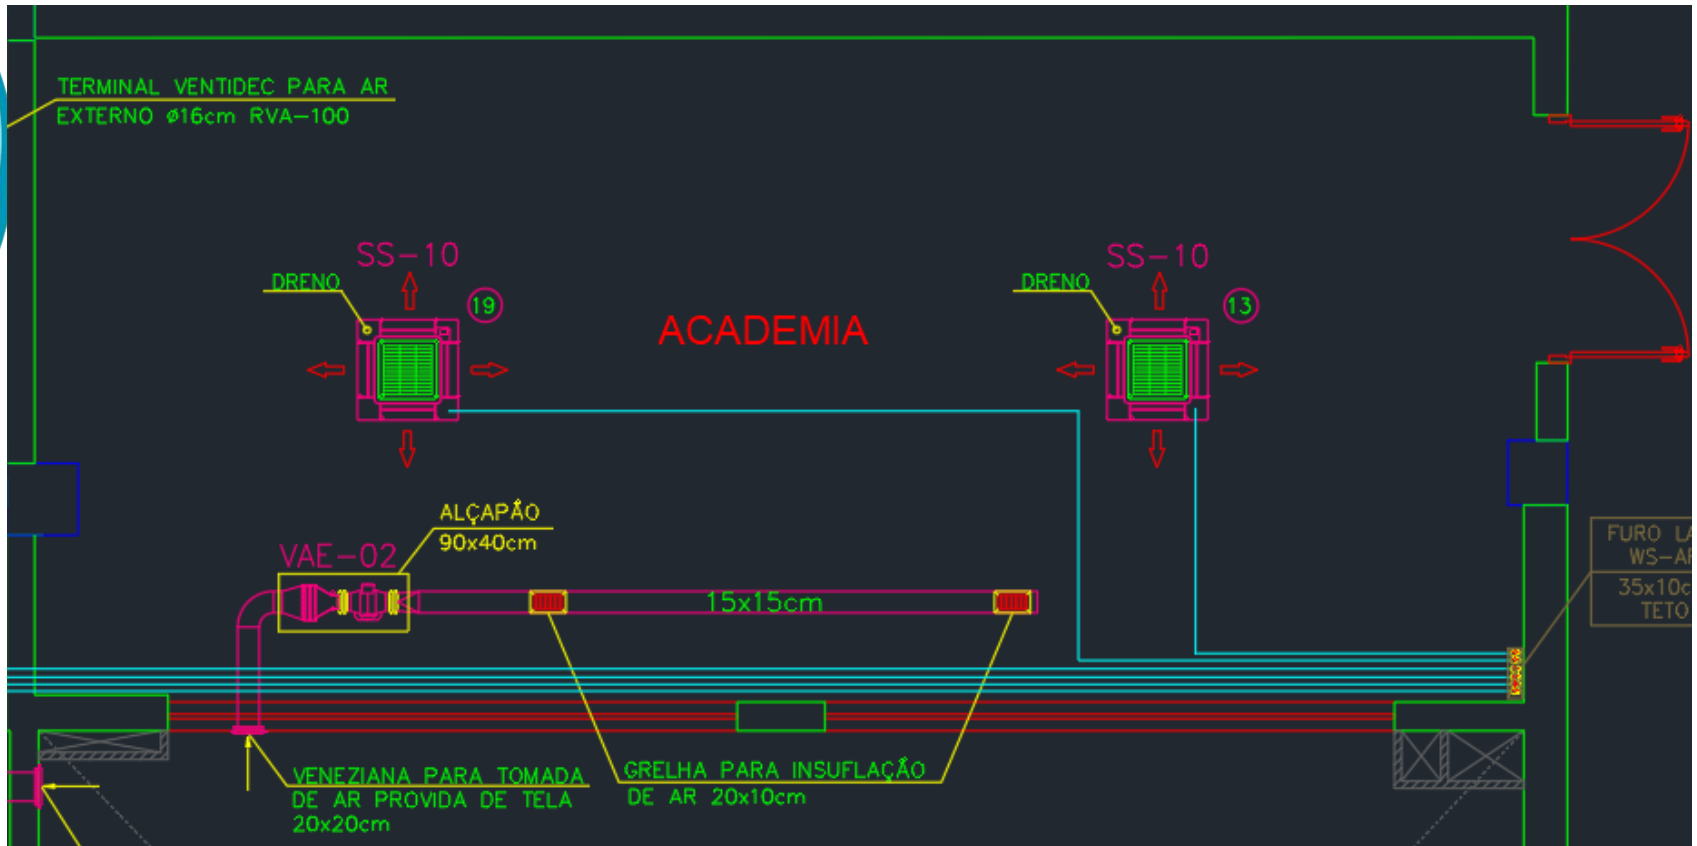 TERMINAL VENTIDEC PARA AR
EXTERNO ø16cm RVA-100
SS-10
DRENO
19
ACADEMIA
SS-10
DRENO
13
ALÇAPÃO
90x40cm
VAE-02
15x15cm
FURO
35x10
TETO
VENEZIANA PARA TOMADA
DE AR PROVIDA DE TELA
20x20cm
GRELHA PARA INSUFLAÇÃO
DE AR 20x10cm